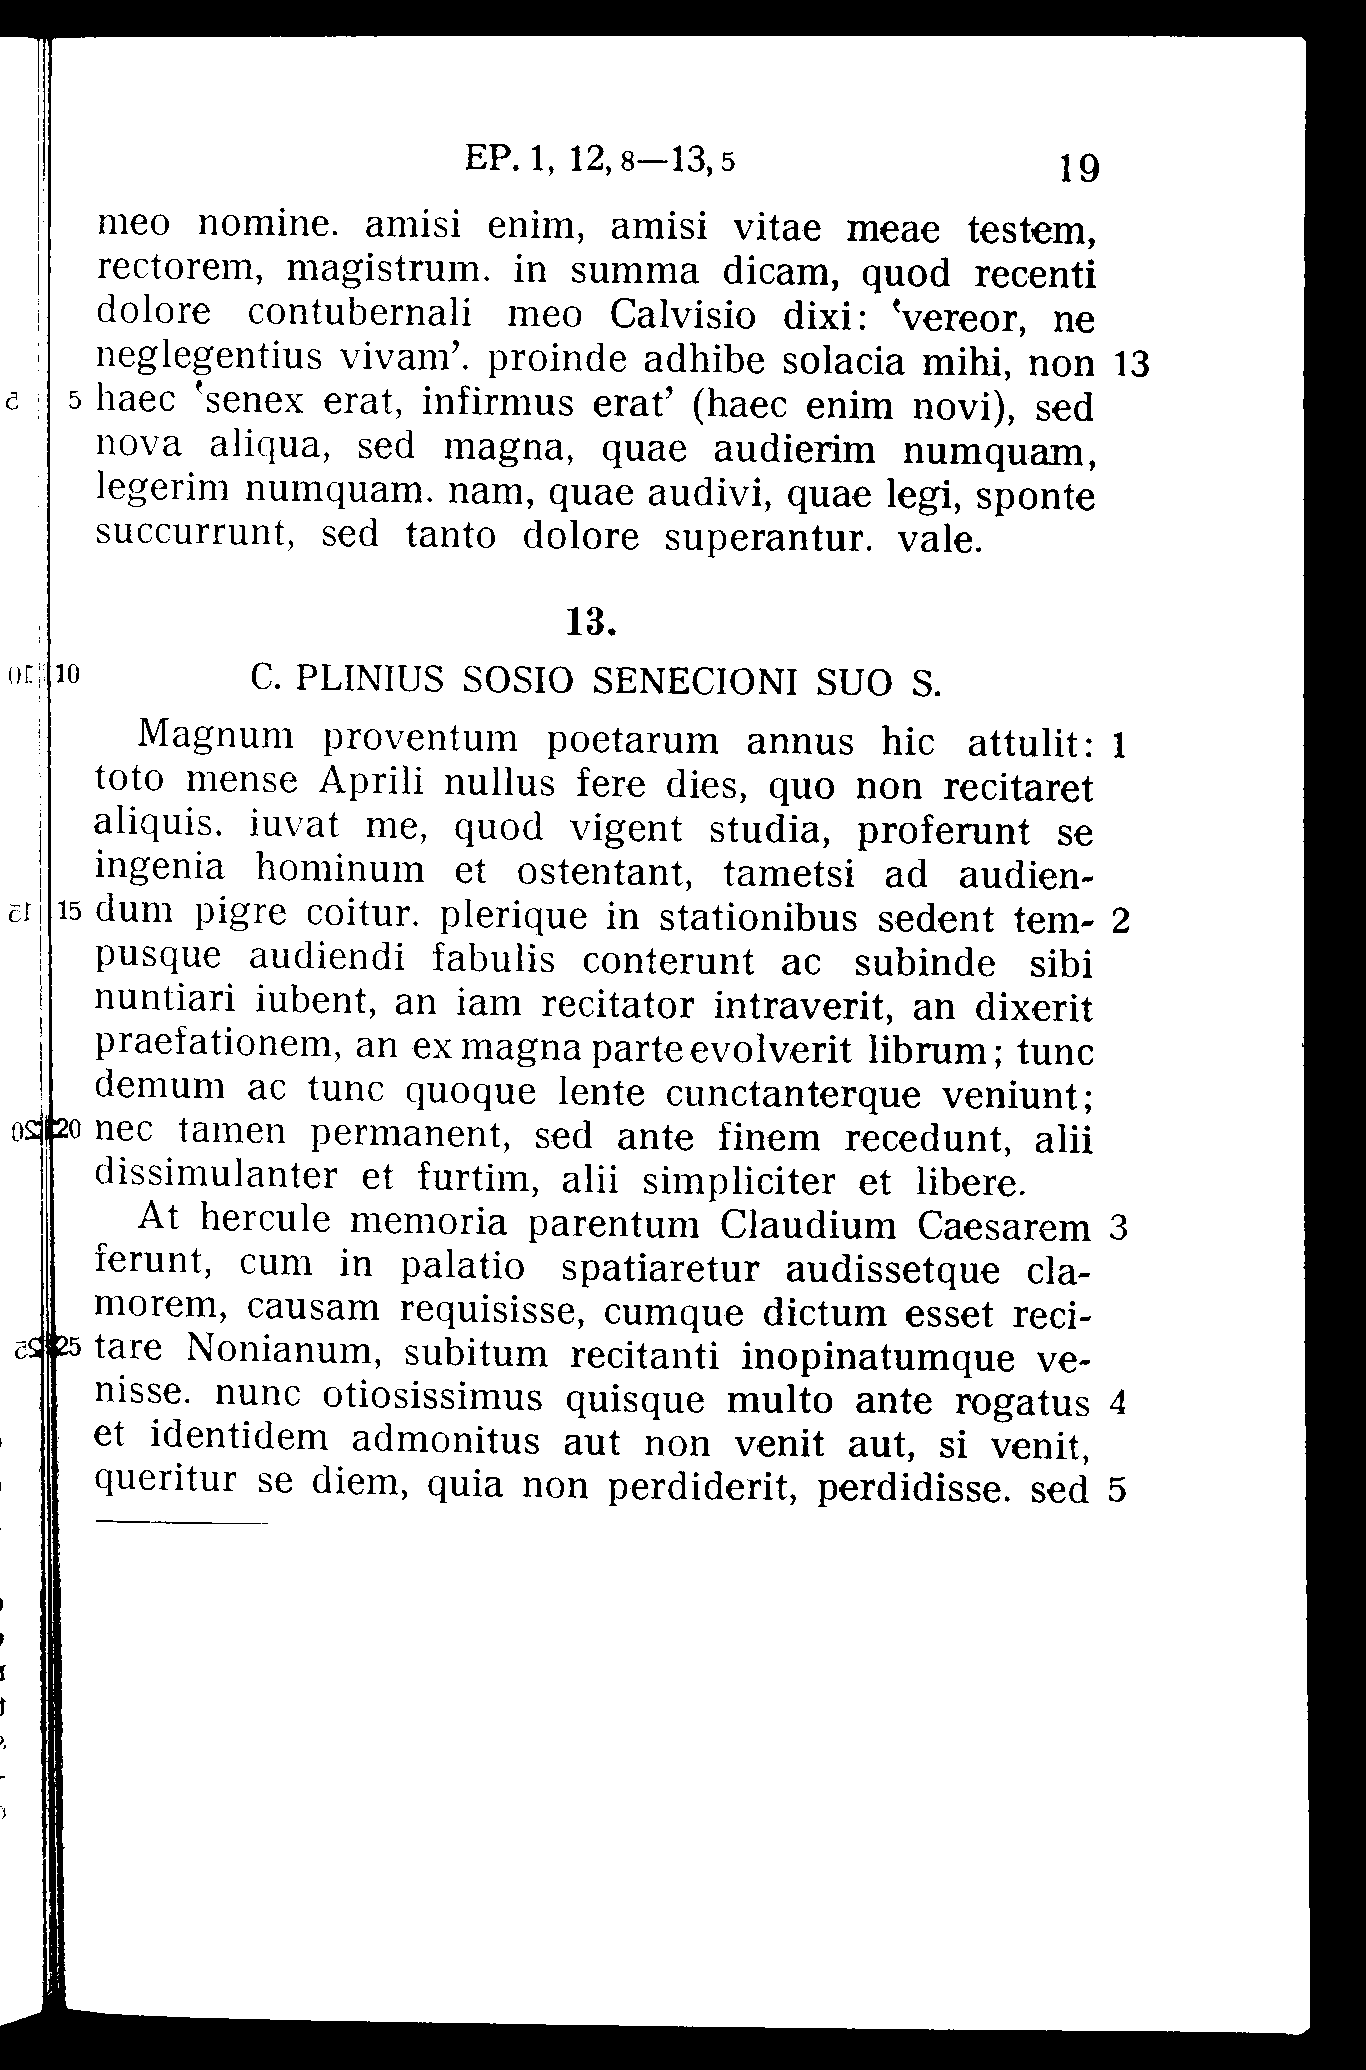 EP. 1, 12, 8—13, 5 19
meo nomine. amisi enim, amisi vitae meae testem,
rectorem, magistrum. in summa dicam, quod recenti
dolore contubernali meo Calvisio dixi: ‛vereor, ne
neglegentius vivam’. proinde adhibe solacia mihi, non 13
5 haec ‛senex erat, infirmus erat’ (haec enim novi), sed
nova aliqua, sed magna, quae audierim numquam,
legerim numquam. nam, quae audivi, quae legi, sponte
succurrunt, sed tanto dolore superantur. vale.
13.
10 C. PLINIUS SOSIO SENECIONI SUO S.
Magnum proventum poetarum annus hic attulit: 1
toto mense Aprili nullus fere dies, quo non recitaret
aliquis. iuvat me, quod vigent studia, proferunt se
ingenia hominum et ostentant, tametsi ad audien-
15 dum pigre coitur. plerique in stationibus sedent tem- 2
pusque audiendi fabulis conterunt ac subinde sibi
nuntiari iubent, an iam recitator intraverit, an dixerit
praefationem, an ex magna parte evolverit librum; tunc
demum ac tunc quoque lente cunctanterque veniunt;
20 nec tamen permanent, sed ante finem recedunt, alii
dissimulanter et furtim, alii simpliciter et libere.
At hercule memoria parentum Claudium Caesarem 3
ferunt, cum in palatio spatiaretur audissetque cla-
morem, causam requisisse, cumque dictum esset reci-
25 tare Nonianum, subitum recitanti inopinatumque ve-
nisse. nunc otiosissimus quisque multo ante rogatus 4
et identidem admonitus aut non venit aut, si venit,
queritur se diem, quia non perdiderit, perdidisse. sed 5